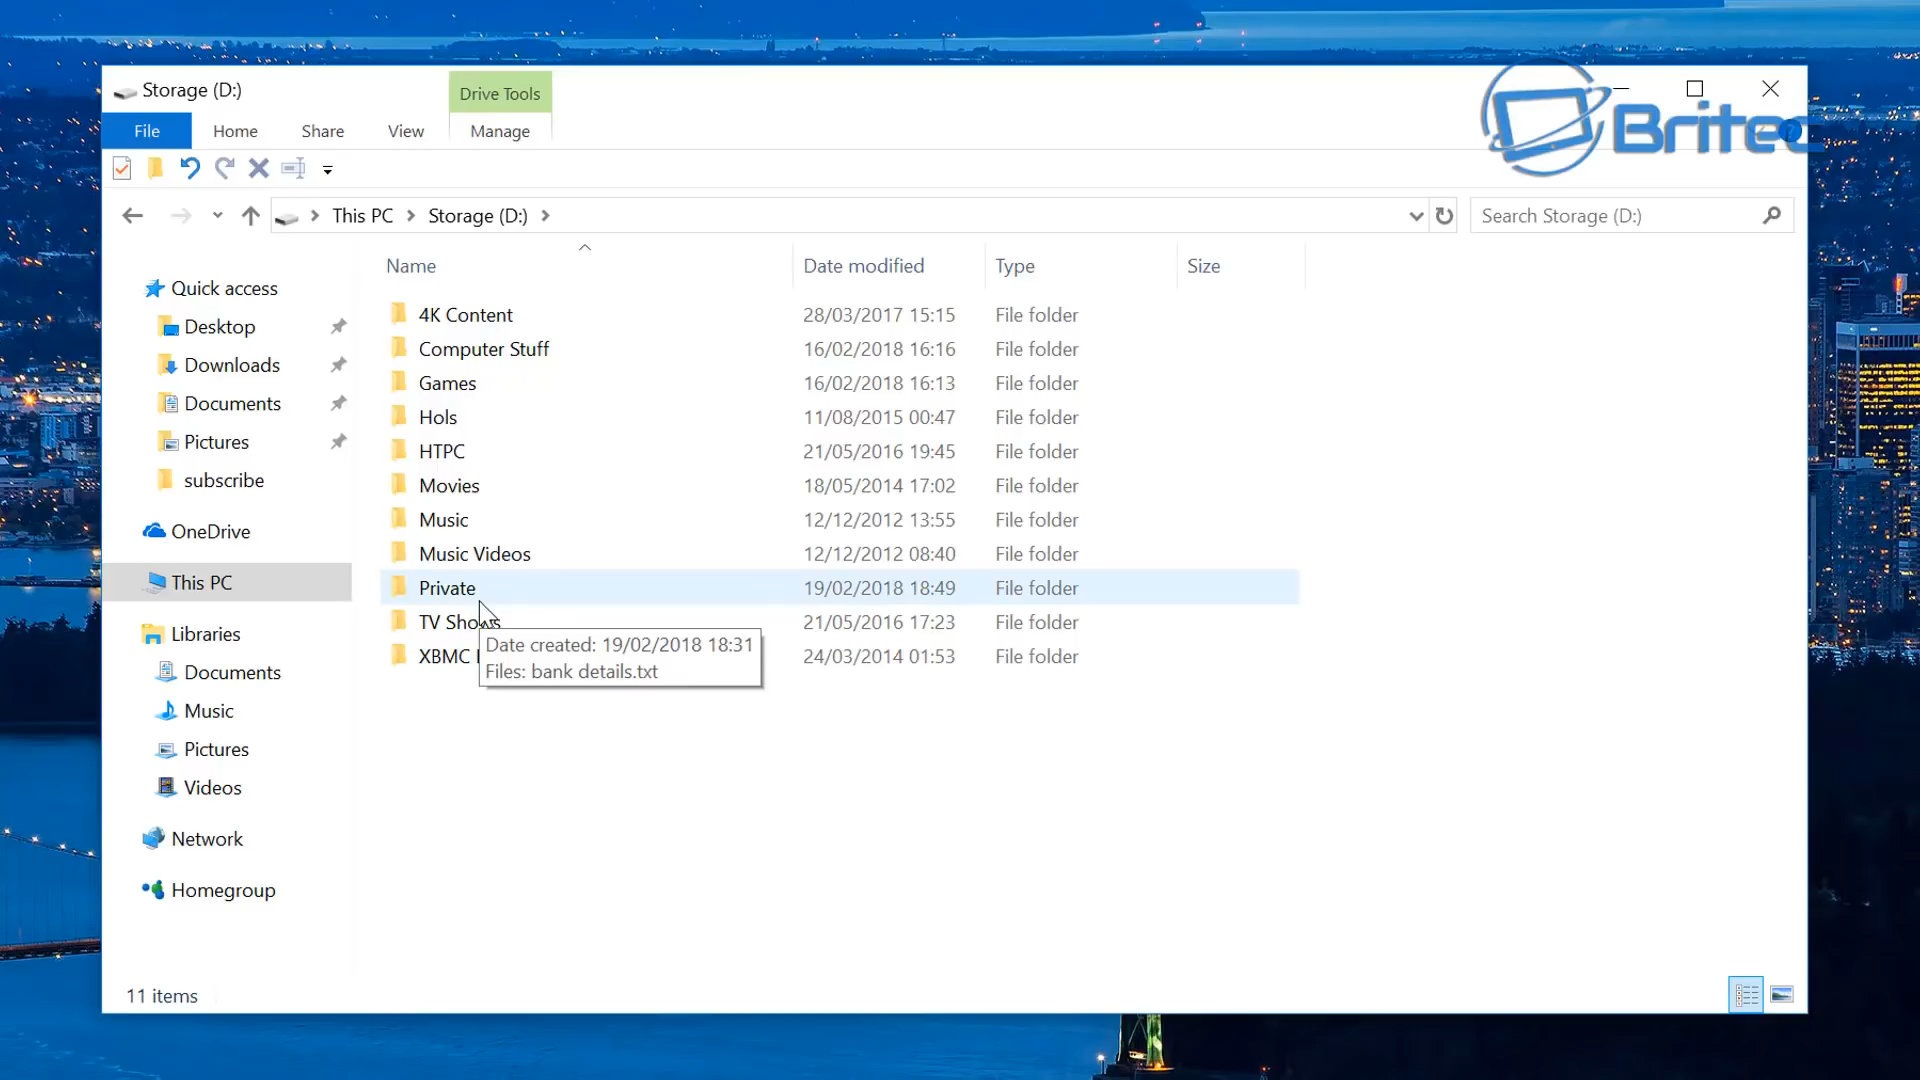 Storage (D:)
Drive Tools
File Home Share View Manage
Britec
This PC Storage (D:)
Search Storage (D:)
Name Date modified Type Size
Quick access
Desktop
Downloads
Documents
Pictures
subscribe
OneDrive
This PC
Libraries
Documents
Music
Pictures
Videos
Network
Homegroup
4K Content 28/03/2017 15:15 File folder
Computer Stuff 16/02/2018 16:16 File folder
Games 16/02/2018 16:13 File folder
Hols 11/08/2015 00:47 File folder
HTPC 21/05/2016 19:45 File folder
Movies 18/05/2014 17:02 File folder
Music 12/12/2012 13:55 File folder
Music Videos 12/12/2012 08:40 File folder
Private 19/02/2018 18:49 File folder
TV Shows 21/05/2016 17:23 File folder
XBMC 24/03/2014 01:53 File folder
Date created: 19/02/2018 18:31
Files: bank details.txt
11 items